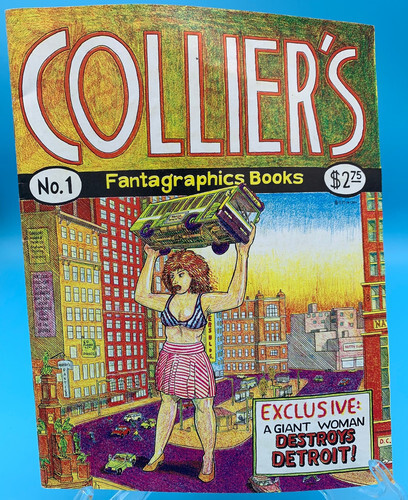 COLLIER'S
No. 1
Fantagraphics Books
$2.75
EXCLUSIVE:
A GIANT WOMAN
DESTROYS
DETROIT!
D.C.